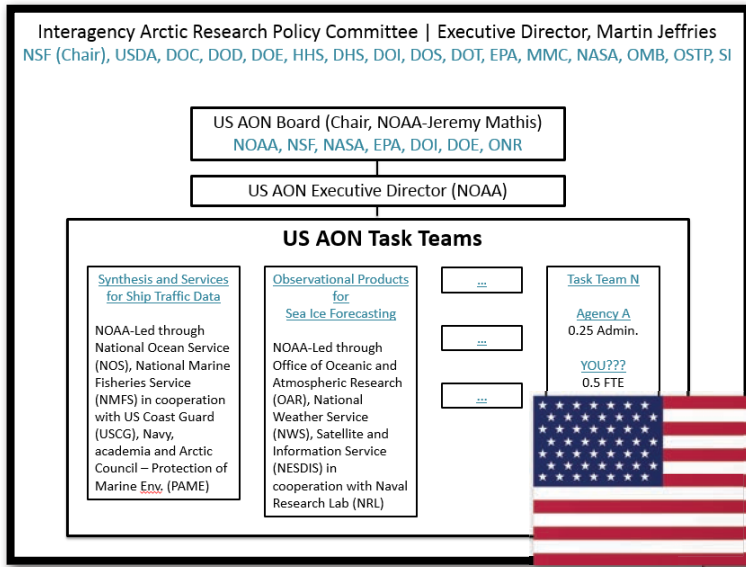 Interagency Arctic Research Policy Committee | Executive Director, Martin Jeffries
NSF (Chair), USDA, DOC, DOD, DOE, HHS, DHS, DOI, DOS, DOT, EPA, MMC, NASA, OMB, OSTP, SI
US AON Board (Chair, NOAA-Jeremy Mathis)
NOAA, NSF, NASA, EPA, DOI, DOE, ONR
US AON Executive Director (NOAA)
US AON Task Teams
Synthesis and Services
for Ship Traffic Data
NOAA-Led through
National Ocean Service
(NOS), National Marine
Fisheries Service
(NMFS) in cooperation
with US Coast Guard
(USCG), Navy,
academia and Arctic
Council – Protection of
Marine Env. (PAME)
Observational Products
for
Sea Ice Forecasting
NOAA-Led through
Office of Oceanic and
Atmospheric Research
(OAR), National
Weather Service
(NWS), Satellite and
Information Service
(NESDIS) in
cooperation with Naval
Research Lab (NRL)
...
...
...
Task Team N
Agency A
0.25 Admin.
YOU???
0.5 FTE